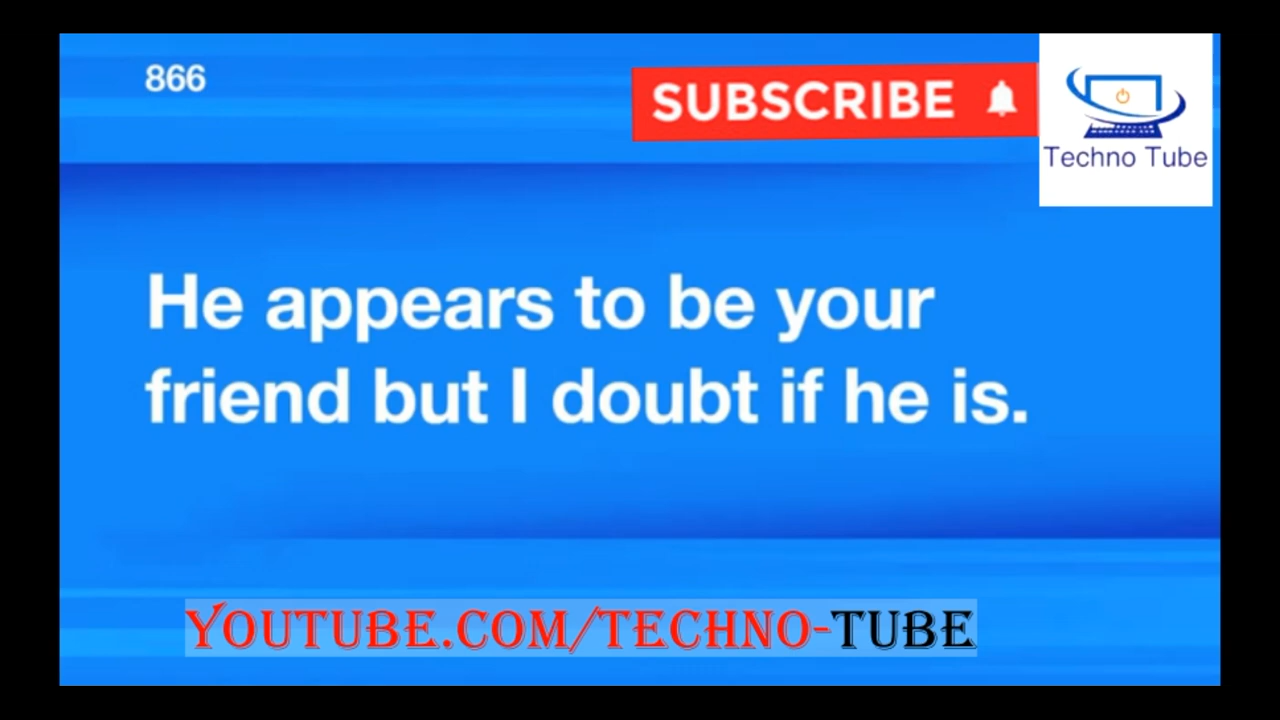 866
SUBSCRIBE
Techno Tube
He appears to be your
friend but I doubt if he is.
YOUTUBE.COM/TECHNO-TUBE